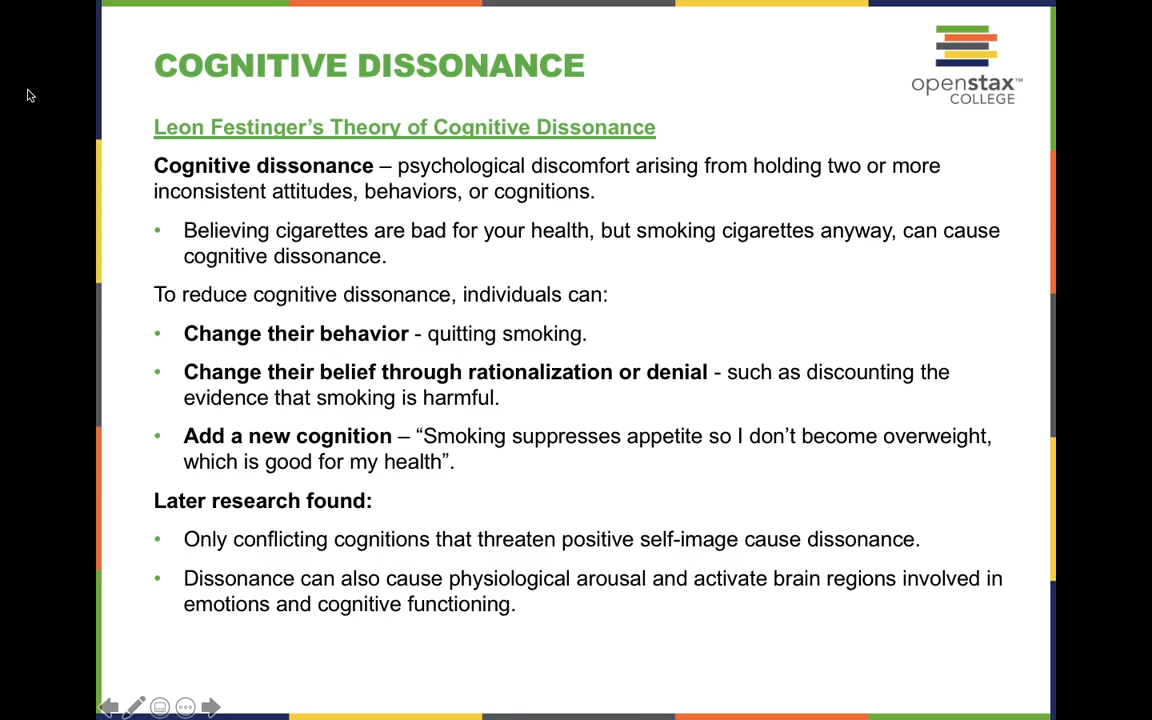 COGNITIVE DISSONANCE
openstax™
COLLEGE
Leon Festinger’s Theory of Cognitive Dissonance
Cognitive dissonance – psychological discomfort arising from holding two or more
inconsistent attitudes, behaviors, or cognitions.
• Believing cigarettes are bad for your health, but smoking cigarettes anyway, can cause
cognitive dissonance.
To reduce cognitive dissonance, individuals can:
• Change their behavior - quitting smoking.
• Change their belief through rationalization or denial - such as discounting the
evidence that smoking is harmful.
• Add a new cognition – “Smoking suppresses appetite so I don’t become overweight,
which is good for my health”.
Later research found:
• Only conflicting cognitions that threaten positive self-image cause dissonance.
• Dissonance can also cause physiological arousal and activate brain regions involved in
emotions and cognitive functioning.